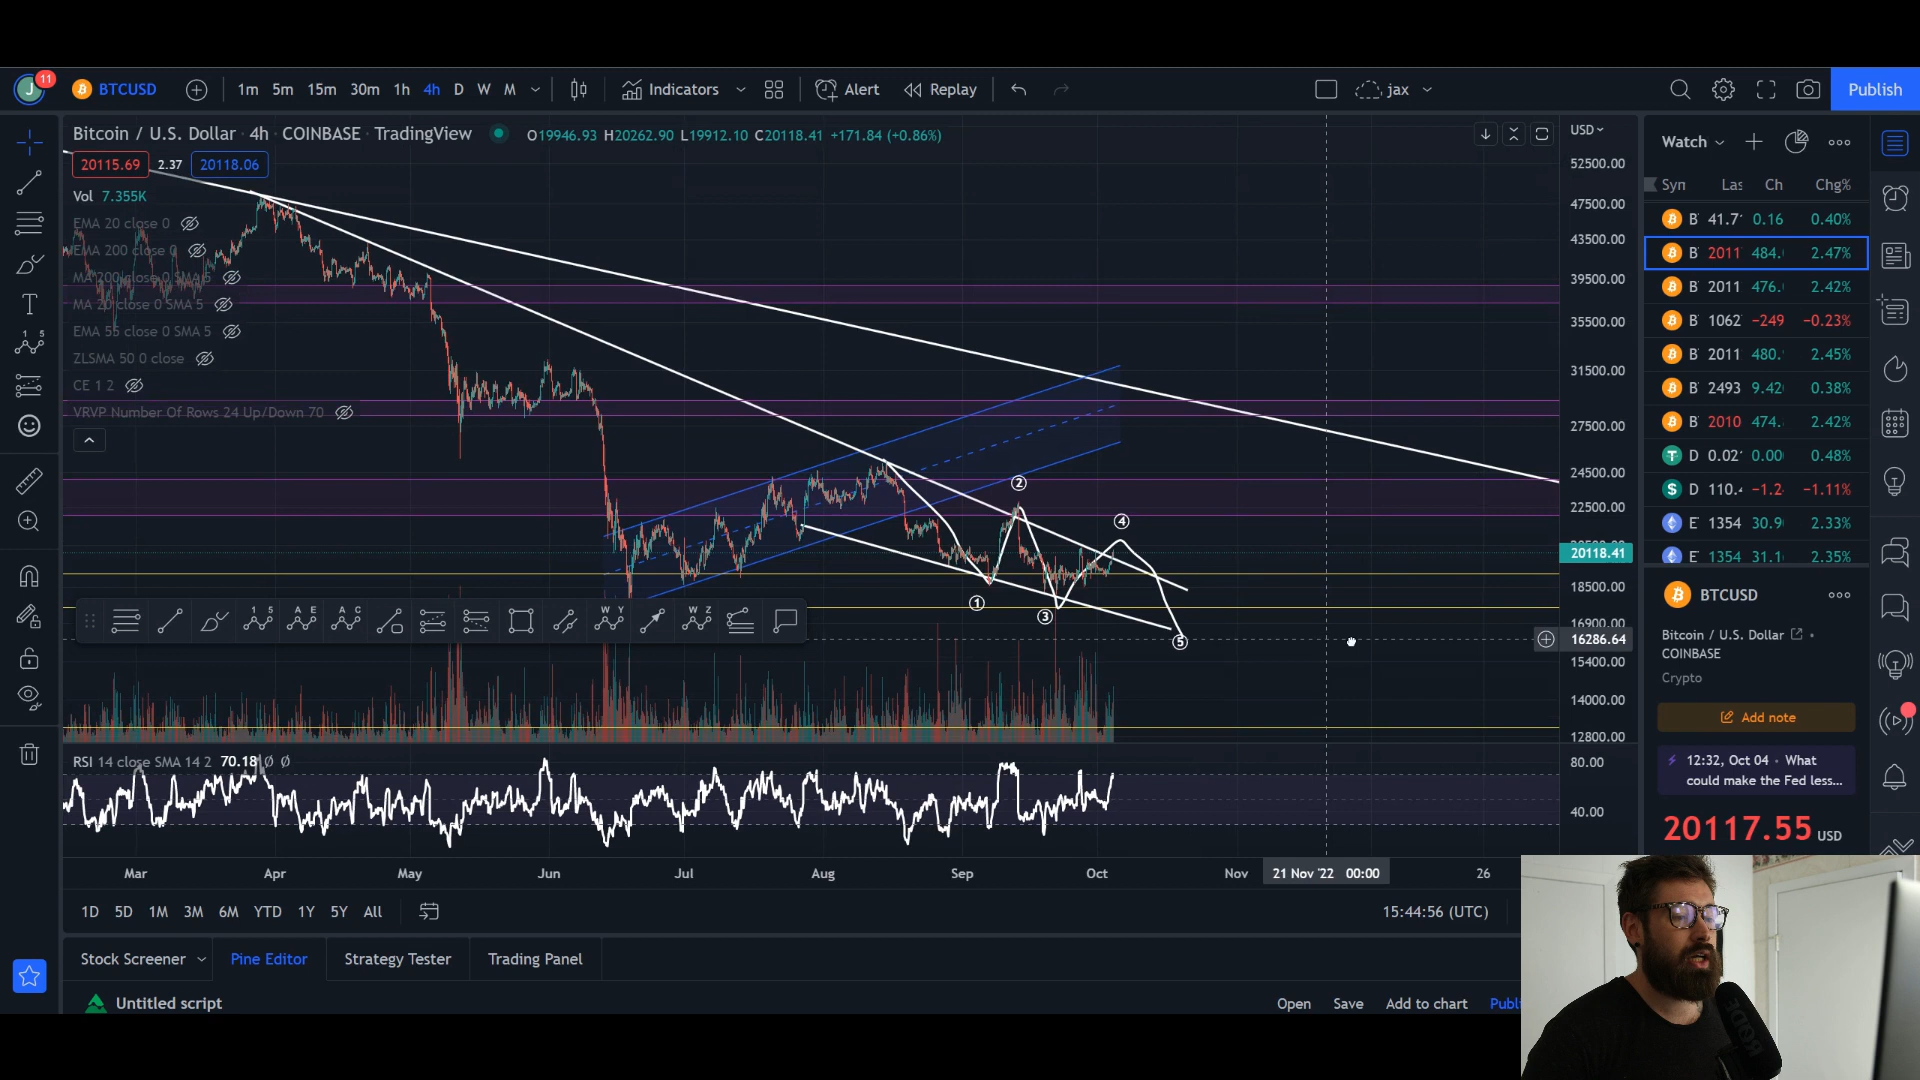 J 11 BTCUSD 1m 5m 15m 30m 1h 4h D W M Indicators Alert Replay jax Publish
Bitcoin / U.S. Dollar · 4h · COINBASE · TradingView O19946.93 H20262.90 L19912.10 C20118.41 +171.84 (+0.86%)
20115.69 2.37 20118.06
Vol 7.355K
EMA 20 close 0
EMA 200 close 0
MA 200 close 0 SMA 5
MA 20 close 0 SMA 5
EMA 55 close 0 SMA 5
ZLSMA 50 0 close
CE 1 2
VRVP Number Of Rows 24 Up/Down 70
USD
52500.00
47500.00
43500.00
39500.00
35500.00
31500.00
27500.00
24500.00
22500.00
20118.41
18500.00
16900.00
16286.64
15400.00
14000.00
12800.00
1
2
3
4
5
1 5 A E A C W Y W Z
RSI 14 close SMA 14 2 70.18 Ø Ø
80.00
40.00
Mar Apr May Jun Jul Aug Sep Oct Nov 21 Nov '22 00:00 26
1D 5D 1M 3M 6M YTD 1Y 5Y All 15:44:56 (UTC)
Stock Screener Pine Editor Strategy Tester Trading Panel
Untitled script Open Save Add to chart Publi
Watch
Syn Las Ch Chg%
B 41.7 0.16 0.40%
B 2011 484. 2.47%
B 2011 476. 2.42%
B 1062 −249 −0.23%
B 2011 480. 2.45%
B 2493 9.42 0.38%
B 2010 474. 2.42%
D 0.02 0.00 0.48%
D 110. −1.2 −1.11%
E 1354 30.9 2.33%
E 1354 31.1 2.35%
BTCUSD
Bitcoin / U.S. Dollar
COINBASE
Crypto
Add note
12:32, Oct 04 · What
could make the Fed less...
20117.55 USD
RODE